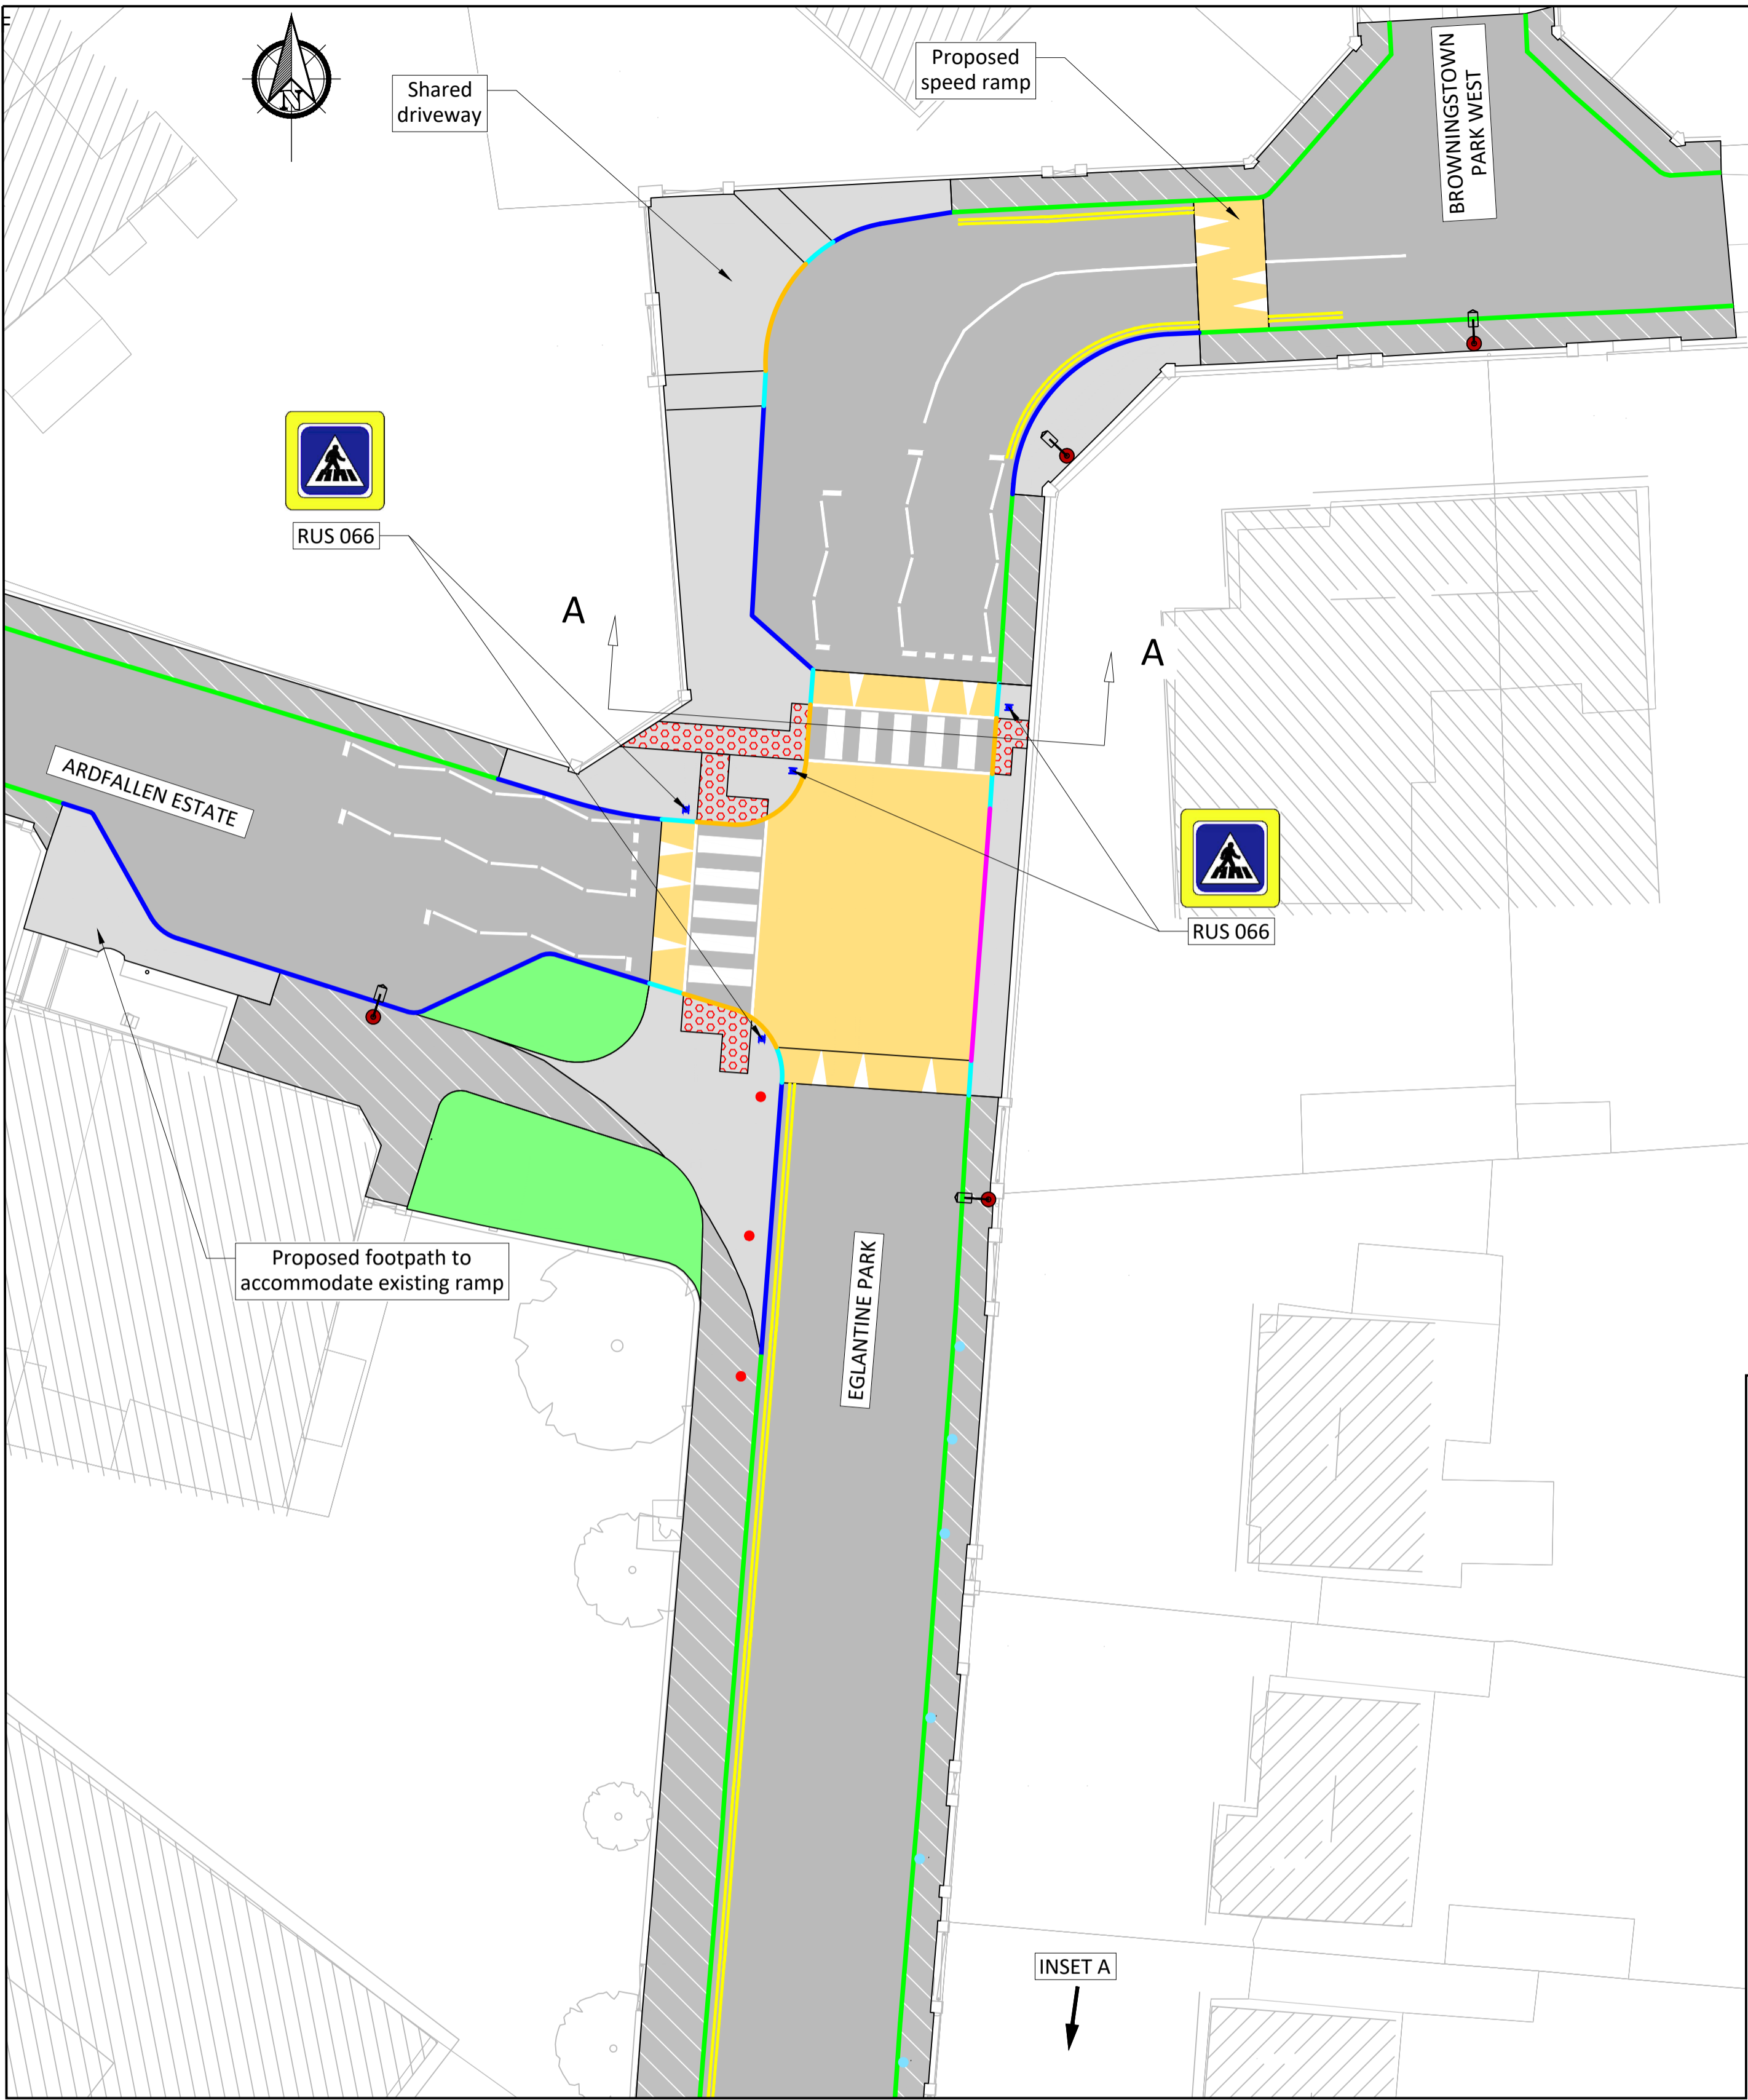 N
Shared
driveway
Proposed
speed ramp
BROWNINGSTOWN
PARK WEST
RUS 066
A
A
ARDFALLEN ESTATE
RUS 066
Proposed footpath to
accommodate existing ramp
EGLANTINE PARK
INSET A